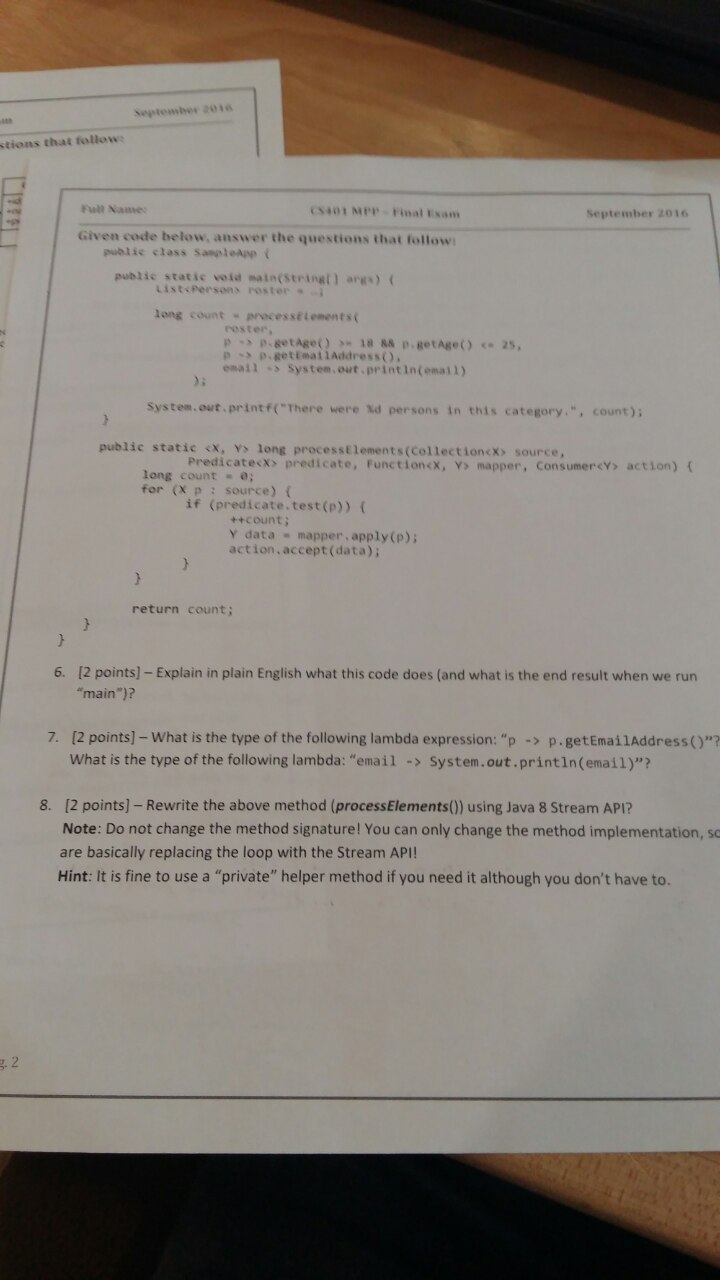 September 2016
stions that follow:
Full Name: CS401 MPP – Final Exam September 2016
Given code below, answer the questions that follow:
public class SampleApp {
public static void main(String[] args) {
List<Person> roster = …;
long count = processElements(
roster,
p -> p.getAge() >= 18 && p.getAge() <= 25,
p -> p.getEmailAddress(),
email -> System.out.println(email)
);
System.out.printf("There were %d persons in this category.", count);
}
public static <X, Y> long processElements(Collection<X> source,
Predicate<X> predicate, Function<X, Y> mapper, Consumer<Y> action) {
long count = 0;
for (X p : source) {
if (predicate.test(p)) {
++count;
Y data = mapper.apply(p);
action.accept(data);
}
}
return count;
}
}
6. [2 points] – Explain in plain English what this code does (and what is the end result when we run
"main")?
7. [2 points] – What is the type of the following lambda expression: "p -> p.getEmailAddress()"?
What is the type of the following lambda: "email -> System.out.println(email)"?
8. [2 points] – Rewrite the above method (processElements()) using Java 8 Stream API?
Note: Do not change the method signature! You can only change the method implementation, so
are basically replacing the loop with the Stream API!
Hint: It is fine to use a "private" helper method if you need it although you don't have to.
g. 2